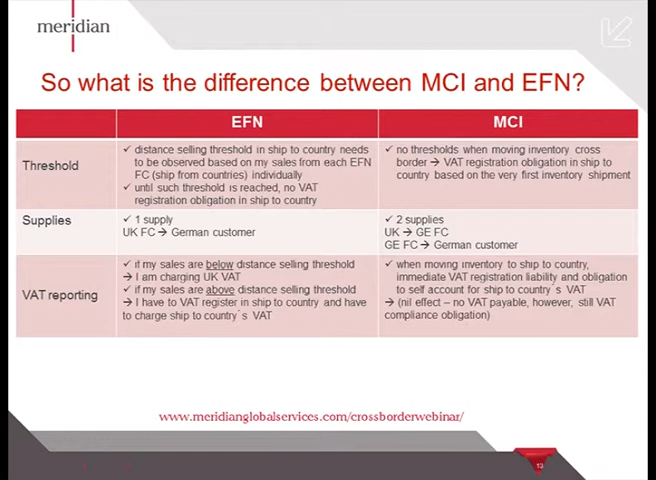 meridian
So what is the difference between MCI and EFN?
EFN
MCI
Threshold
✓ distance selling threshold in ship to country needs
to be observed based on my sales from each EFN
FC (ship from countries) individually
✓ until such threshold is reached, no VAT
registration obligation in ship to country
✓ no thresholds when moving inventory cross
border → VAT registration obligation in ship to
country based on the very first inventory shipment
Supplies
✓ 1 supply
UK FC → German customer
✓ 2 supplies
UK → GE FC
GE FC → German customer
VAT reporting
✓ if my sales are below distance selling threshold
→ I am charging UK VAT
✓ if my sales are above distance selling threshold
→ I have to VAT register in ship to country and have
to charge ship to country´s VAT
✓ when moving inventory to ship to country,
immediate VAT registration liability and obligation
to self account for ship to country´s VAT
→ (nil effect – no VAT payable, however, still VAT
compliance obligation)
www.meridianglobalservices.com/crossborderwebinar/
13